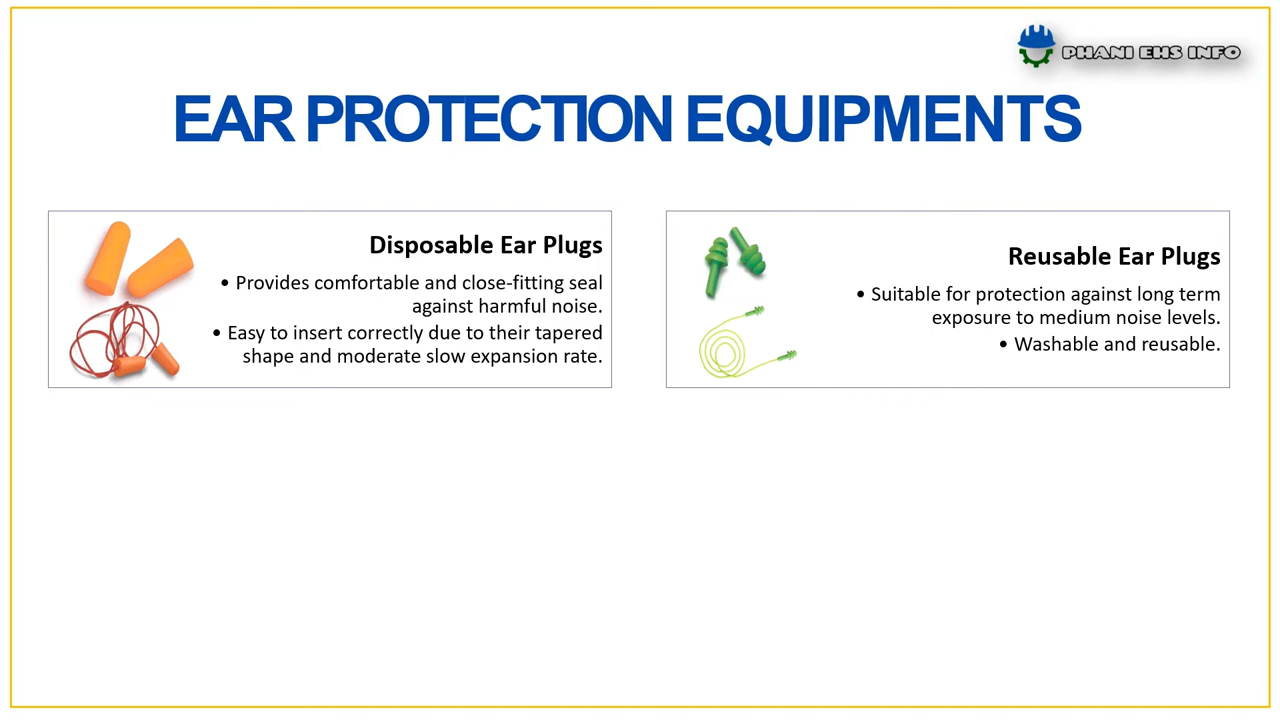 PHANI EHS INFO
EAR PROTECTION EQUIPMENTS
Disposable Ear Plugs
• Provides comfortable and close-fitting seal
against harmful noise.
• Easy to insert correctly due to their tapered
shape and moderate slow expansion rate.
Reusable Ear Plugs
• Suitable for protection against long term
exposure to medium noise levels.
• Washable and reusable.